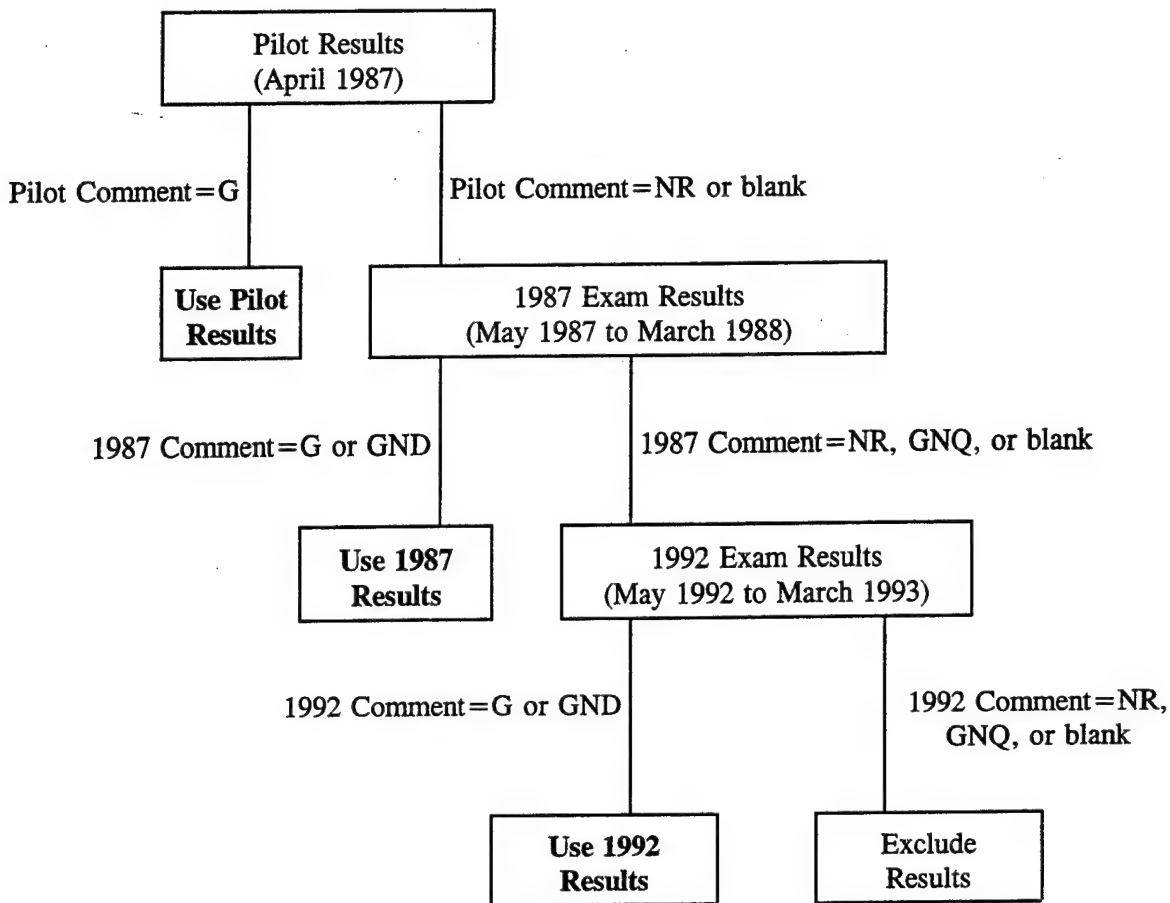 Pilot Results
(April 1987)
Pilot Comment=G
Pilot Comment=NR or blank
Use Pilot
Results
1987 Exam Results
(May 1987 to March 1988)
1987 Comment=G or GND
1987 Comment=NR, GNQ, or blank
Use 1987
Results
1992 Exam Results
(May 1992 to March 1993)
1992 Comment=G or GND
1992 Comment=NR,
GNQ, or blank
Use 1992
Results
Exclude
Results